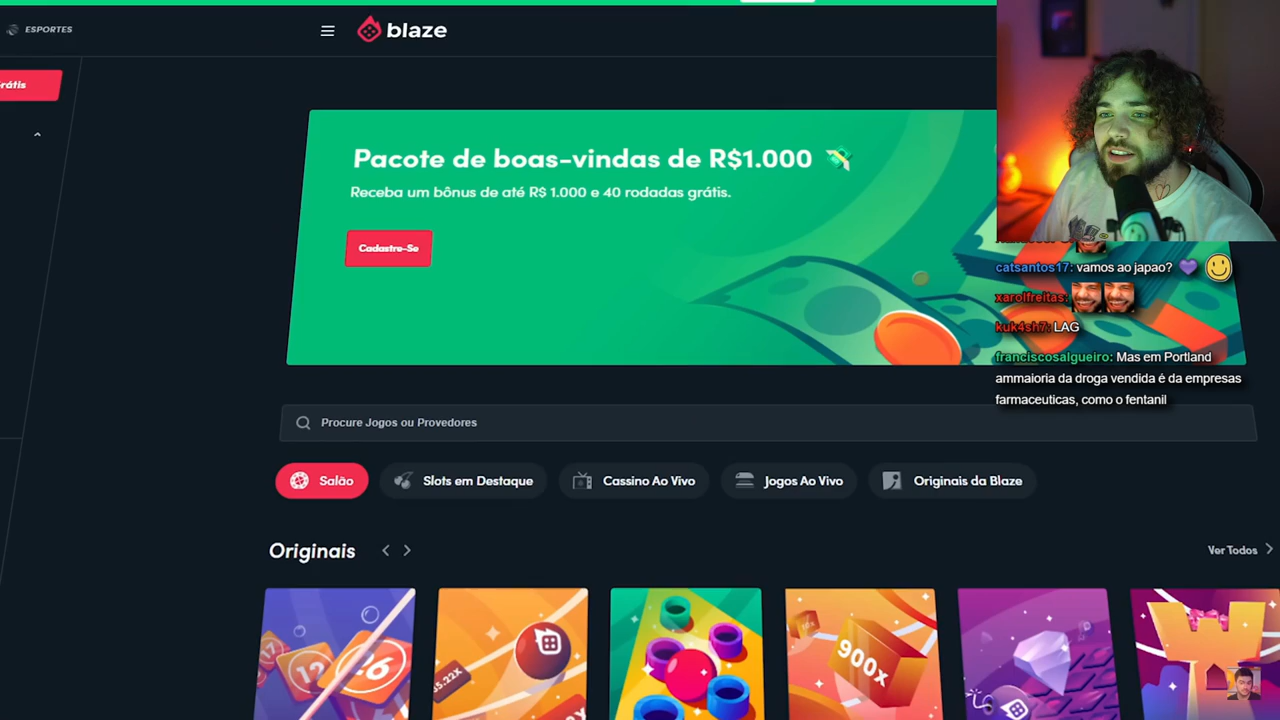 ESPORTES
blaze
rátis
Pacote de boas-vindas de R$1.000
Receba um bônus de até R$ 1.000 e 40 rodadas grátis.
Cadastre-Se
catsantos17: vamos ao japao?
xarolfreitas:
kuk4sh7: LAG
franciscosalgueiro: Mas em Portland
ammaioria da droga vendida é da empresas
farmaceuticas, como o fentanil
Procure Jogos ou Provedores
Salão
Slots em Destaque
Cassino Ao Vivo
Jogos Ao Vivo
Originais da Blaze
Originais
Ver Todos
12
900x